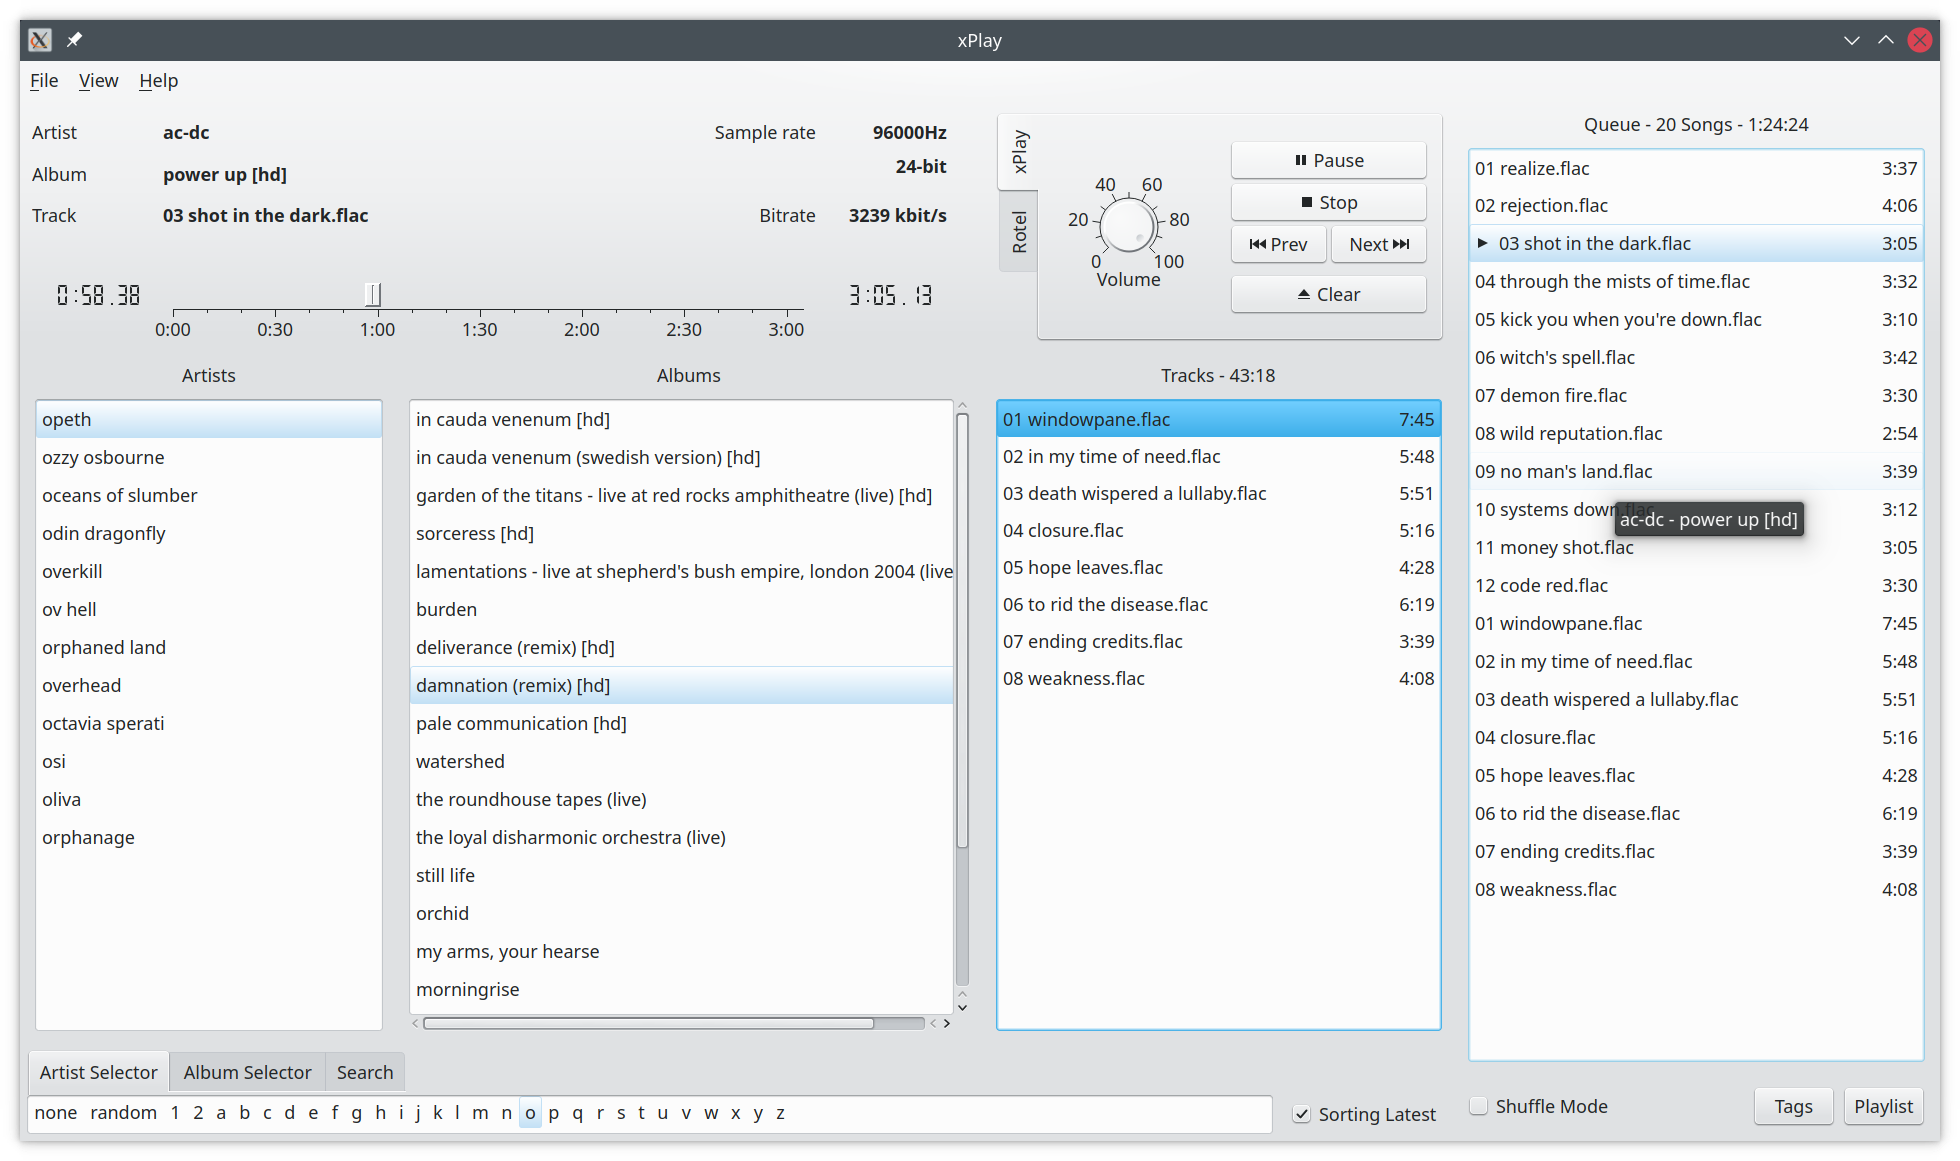 xPlay
File View Help
Artist ac-dc
Album power up [hd]
Track 03 shot in the dark.flac
Sample rate 96000Hz
24-bit
Bitrate 3239 kbit/s
0:58.38
3:05.13
0:00 0:30 1:00 1:30 2:00 2:30 3:00
xPlay
Rotel
0 20 40 60 80 100
Volume
Pause
Stop
Prev Next
Clear
Artists
opeth
ozzy osbourne
oceans of slumber
odin dragonfly
overkill
ov hell
orphaned land
overhead
octavia sperati
osi
oliva
orphanage
Albums
in cauda venenum [hd]
in cauda venenum (swedish version) [hd]
garden of the titans - live at red rocks amphitheatre (live) [hd]
sorceress [hd]
lamentations - live at shepherd's bush empire, london 2004 (live
burden
deliverance (remix) [hd]
damnation (remix) [hd]
pale communication [hd]
watershed
the roundhouse tapes (live)
the loyal disharmonic orchestra (live)
still life
orchid
my arms, your hearse
morningrise
Tracks - 43:18
01 windowpane.flac 7:45
02 in my time of need.flac 5:48
03 death wispered a lullaby.flac 5:51
04 closure.flac 5:16
05 hope leaves.flac 4:28
06 to rid the disease.flac 6:19
07 ending credits.flac 3:39
08 weakness.flac 4:08
Queue - 20 Songs - 1:24:24
01 realize.flac 3:37
02 rejection.flac 4:06
03 shot in the dark.flac 3:05
04 through the mists of time.flac 3:32
05 kick you when you're down.flac 3:10
06 witch's spell.flac 3:42
07 demon fire.flac 3:30
08 wild reputation.flac 2:54
09 no man's land.flac 3:39
10 systems down.flac 3:12
ac-dc - power up [hd]
11 money shot.flac 3:05
12 code red.flac 3:30
01 windowpane.flac 7:45
02 in my time of need.flac 5:48
03 death wispered a lullaby.flac 5:51
04 closure.flac 5:16
05 hope leaves.flac 4:28
06 to rid the disease.flac 6:19
07 ending credits.flac 3:39
08 weakness.flac 4:08
Artist Selector Album Selector Search
none random 1 2 a b c d e f g h i j k l m n o p q r s t u v w x y z
Sorting Latest
Shuffle Mode
Tags
Playlist